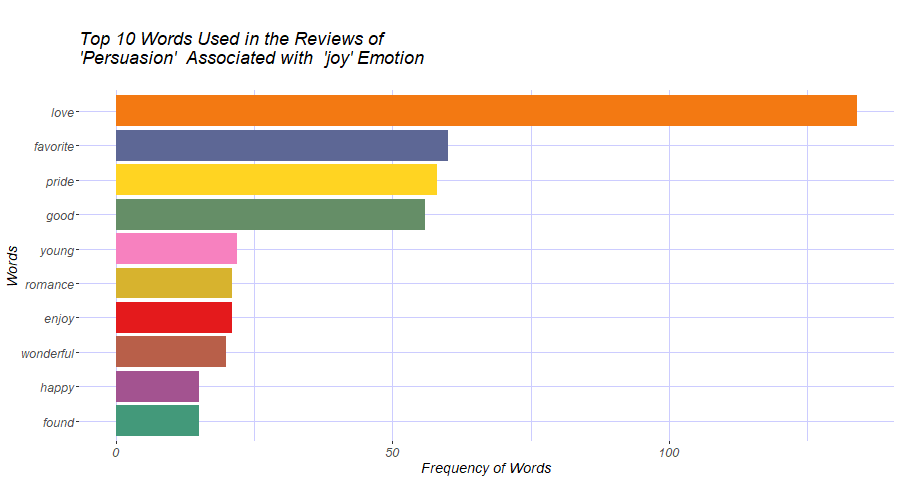 Top 10 Words Used in the Reviews of
'Persuasion'  Associated with  'joy' Emotion
Words
love
favorite
pride
good
young
romance
enjoy
wonderful
happy
found
0 50 100
Frequency of Words